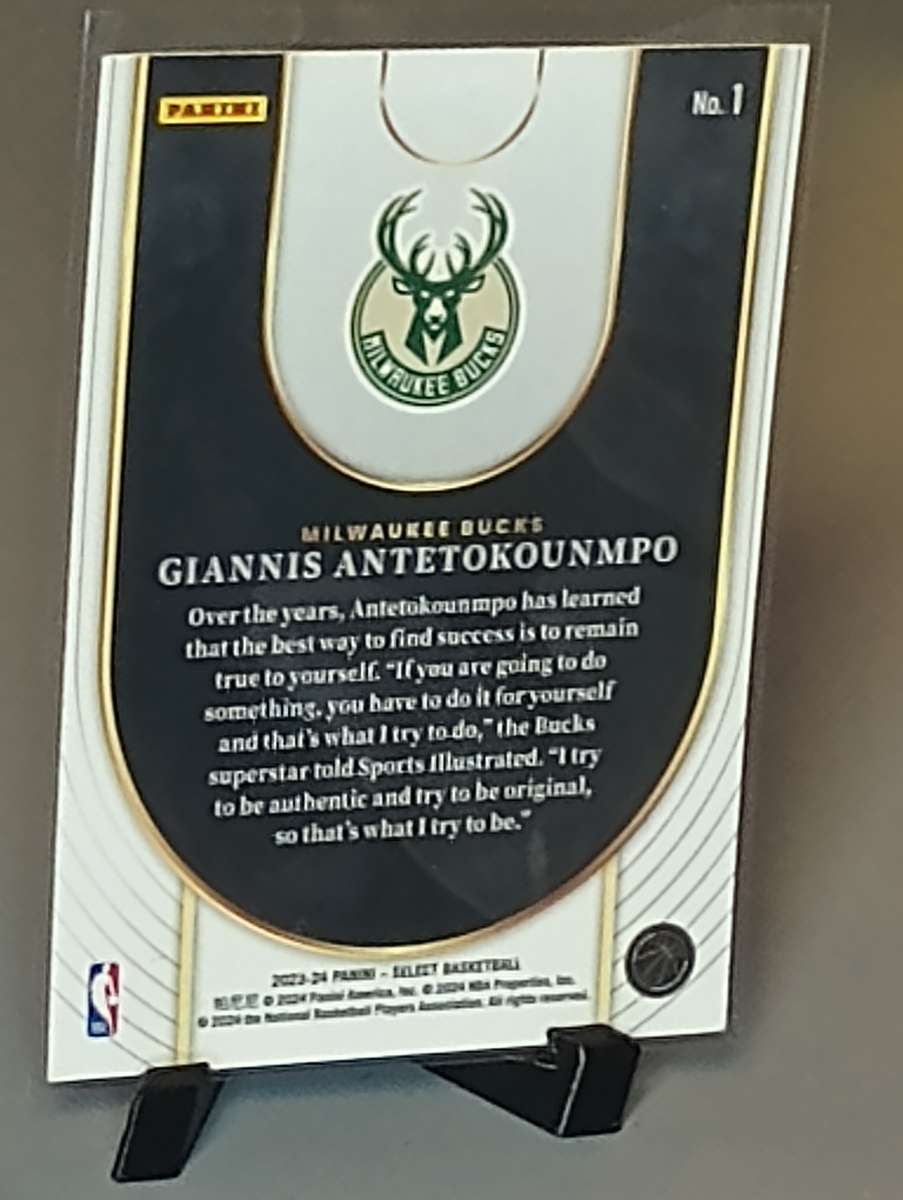 PANINI
No. 1
MILWAUKEE BUCKS
MILWAUKEE BUCKS
GIANNIS ANTETOKOUNMPO
Over the years, Antetokounmpo has learned
that the best way to find success is to remain
true to yourself. “If you are going to do
something, you have to do it for yourself
and that’s what I try to do,” the Bucks
superstar told Sports Illustrated. “I try
to be authentic and try to be original,
so that’s what I try to be.”
2023-24 PANINI – SELECT BASKETBALL
© 2024 Panini America, Inc. © 2024 NBA Properties, Inc.
© 2024 the National Basketball Players Association. All rights reserved.